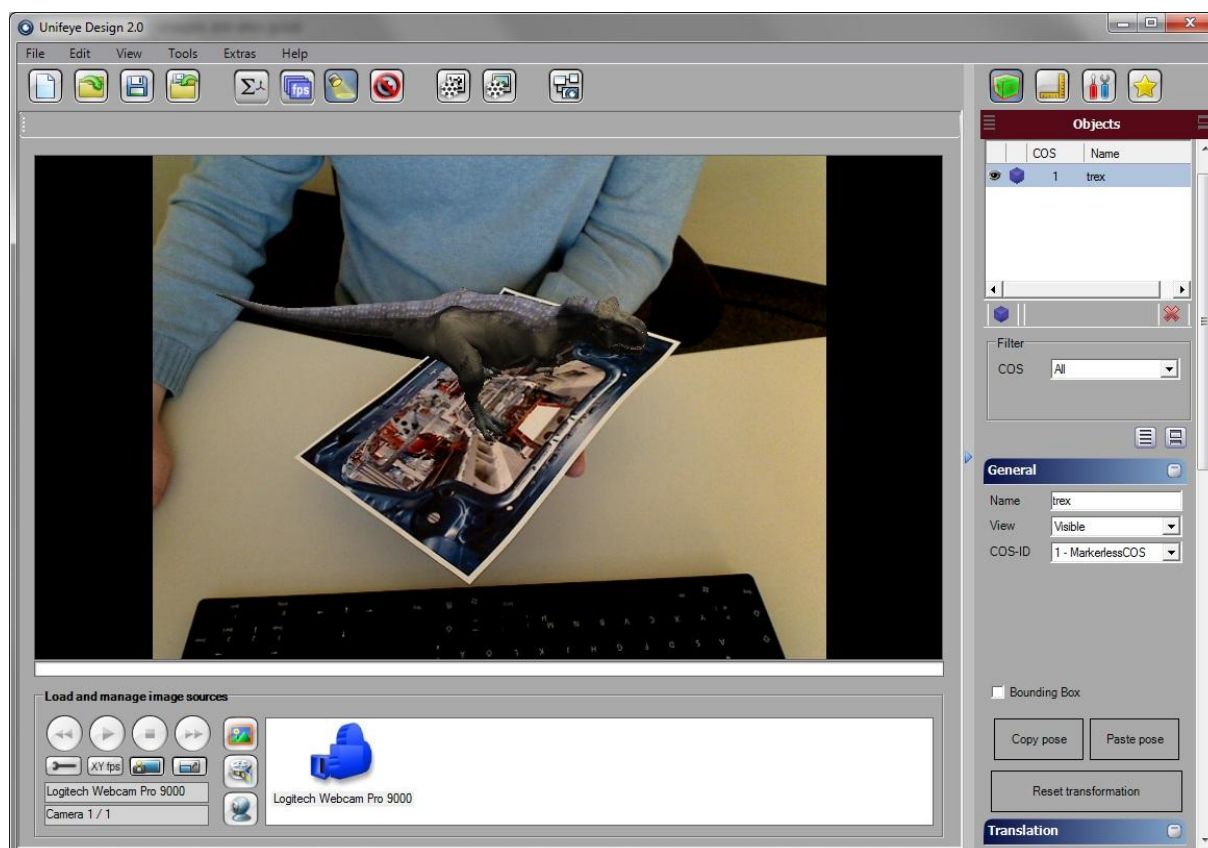 Unifeye Design 2.0
File Edit View Tools Extras Help
fps
Objects
COS Name
1 trex
Filter
COS All
General
Name trex
View Visible
COS-ID 1 - MarkerlessCOS
Bounding Box
Copy pose Paste pose
Reset transformation
Translation
Load and manage image sources
XY fps
Logitech Webcam Pro 9000
Camera 1 / 1
Logitech Webcam Pro 9000